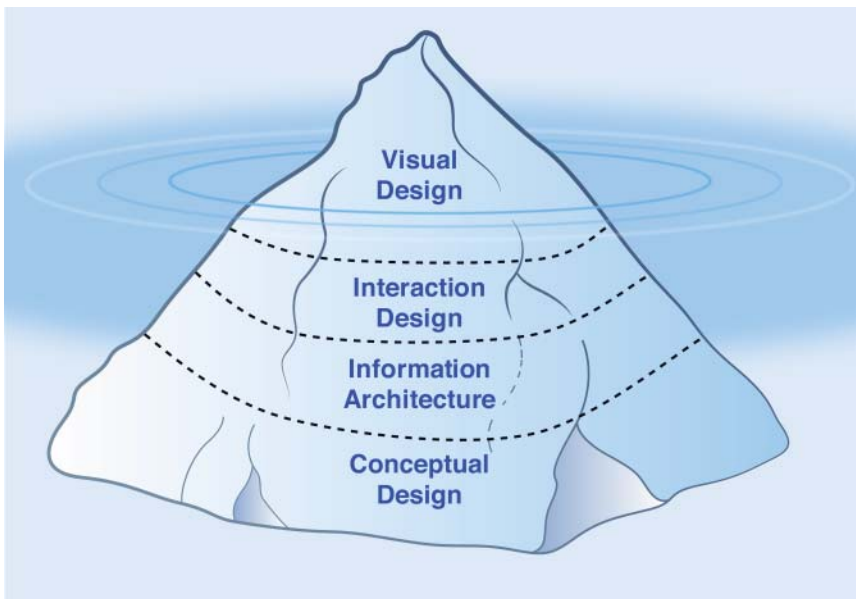 Visual
Design
Interaction
Design
Information
Architecture
Conceptual
Design